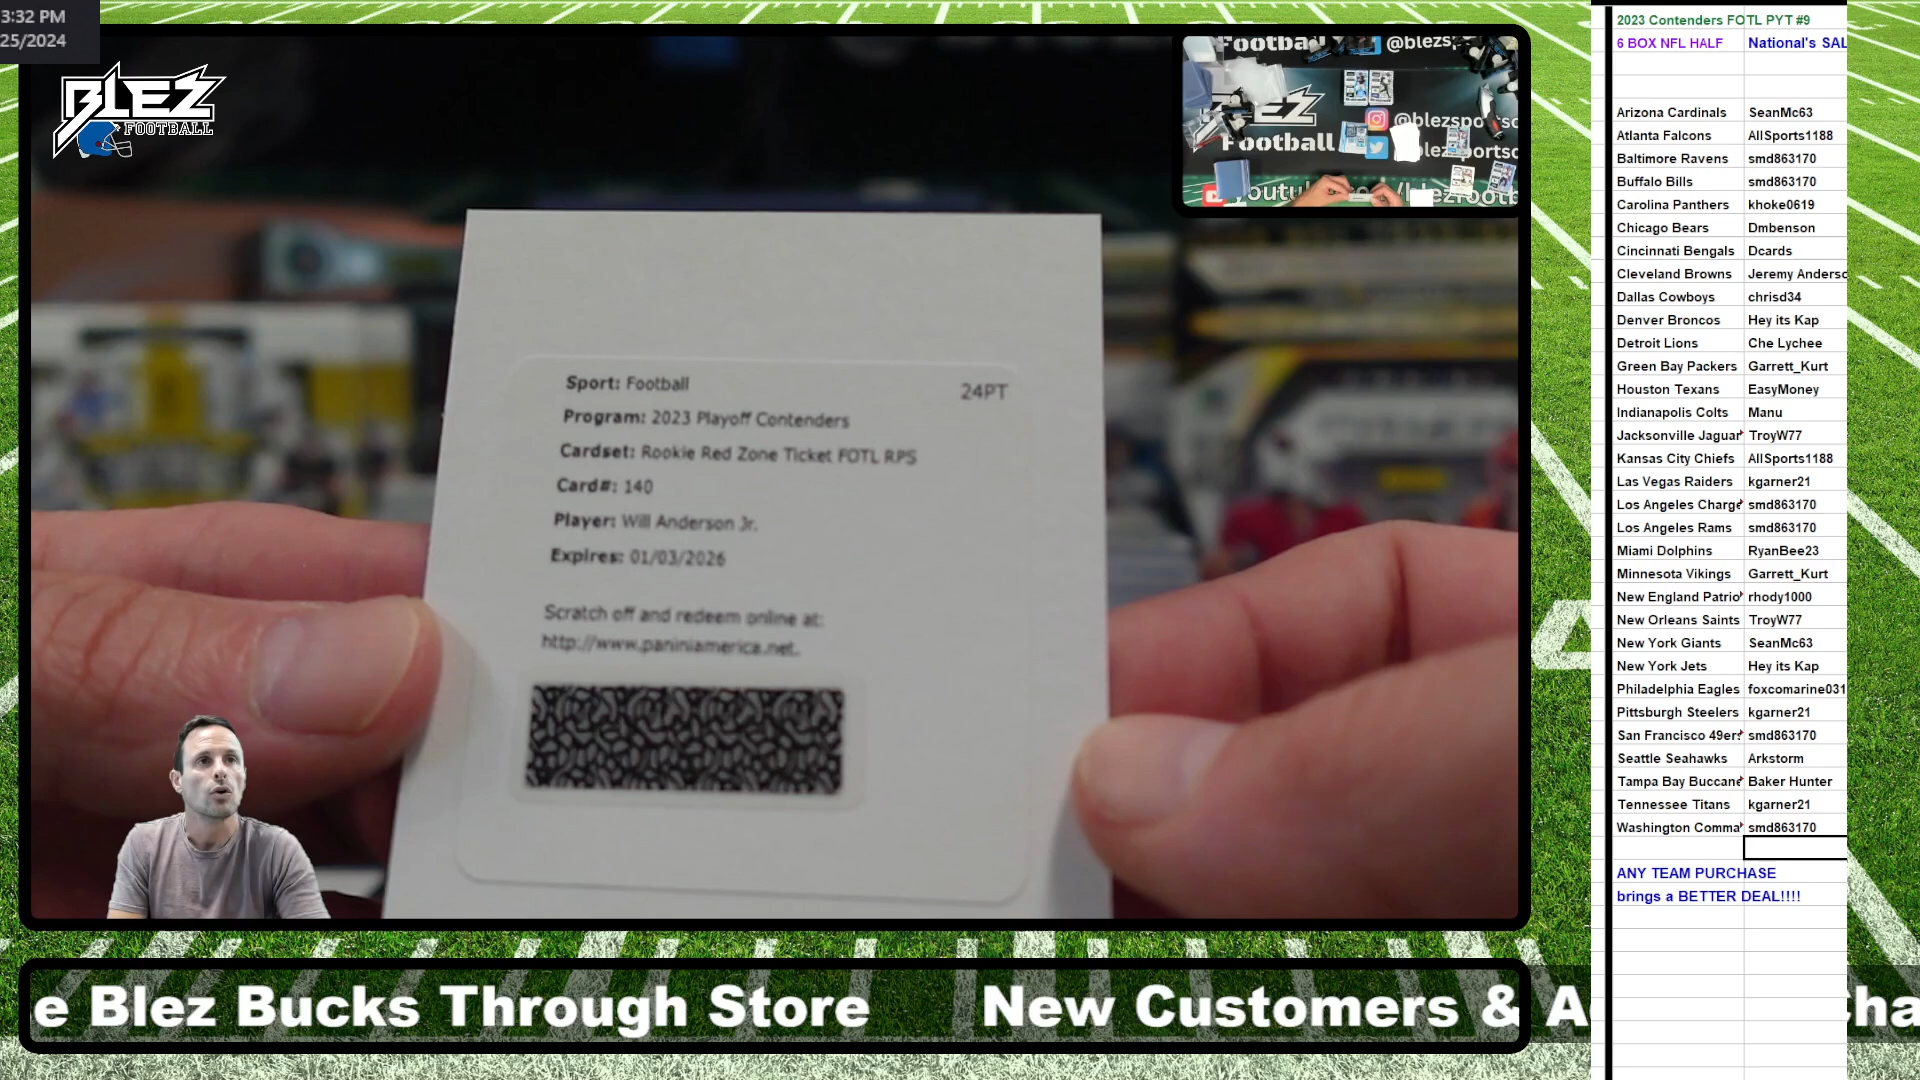 3:32 PM
25/2024
BLEZ
FOOTBALL
Football
@blezsp
BLEZ
Football
@blezsportsc
blezsportsc
Sport: Football
24PT
Program: 2023 Playoff Contenders
Cardset: Rookie Red Zone Ticket FOTL RPS
Card#: 140
Player: Will Anderson Jr.
Expires: 01/03/2026
Scratch off and redeem online at:
http://www.paniniamerica.net.
e Blez Bucks Through Store New Customers & A
2023 Contenders FOTL PYT #9
6 BOX NFL HALF National's SAL
Arizona Cardinals SeanMc63
Atlanta Falcons AllSports1188
Baltimore Ravens smd863170
Buffalo Bills smd863170
Carolina Panthers khoke0619
Chicago Bears Dmbenson
Cincinnati Bengals Dcards
Cleveland Browns Jeremy Anderso
Dallas Cowboys chrisd34
Denver Broncos Hey its Kap
Detroit Lions Che Lychee
Green Bay Packers Garrett_Kurt
Houston Texans EasyMoney
Indianapolis Colts Manu
Jacksonville Jaguar TroyW77
Kansas City Chiefs AllSports1188
Las Vegas Raiders kgarner21
Los Angeles Charge smd863170
Los Angeles Rams smd863170
Miami Dolphins RyanBee23
Minnesota Vikings Garrett_Kurt
New England Patrio rhody1000
New Orleans Saints TroyW77
New York Giants SeanMc63
New York Jets Hey its Kap
Philadelphia Eagles foxcomarine031
Pittsburgh Steelers kgarner21
San Francisco 49ers smd863170
Seattle Seahawks Arkstorm
Tampa Bay Buccane Baker Hunter
Tennessee Titans kgarner21
Washington Comma smd863170
ANY TEAM PURCHASE
brings a BETTER DEAL!!!!